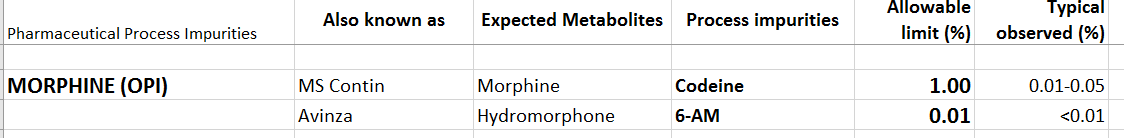 Pharmaceutical Process Impurities Also known as Expected Metabolites Process impurities Allowable limit (%) Typical observed (%)
MORPHINE (OPI) MS Contin Morphine Codeine 1.00 0.01-0.05
Avinza Hydromorphone 6-AM 0.01 <0.01